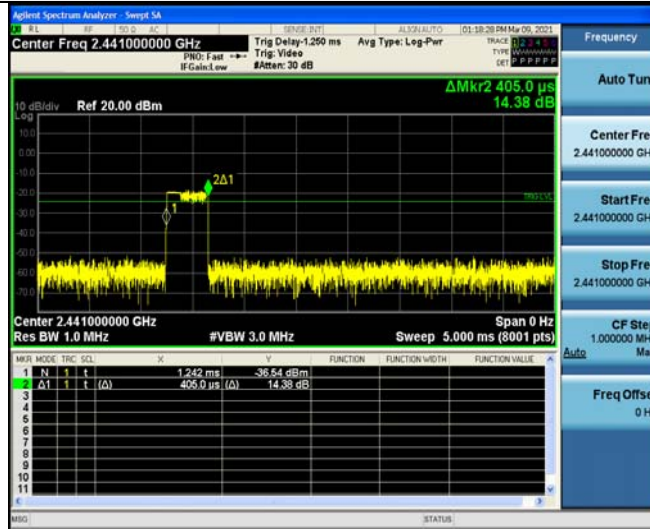 Agilent Spectrum Analyzer - Swept SA
RL RF 50 Ω AC SENSE:INT ALIGN AUTO 01:18:28 PM Mar 09, 2021
Center Freq 2.441000000 GHz
PNO: Fast
IFGain:Low
Trig Delay-1.250 ms
Trig: Video
#Atten: 30 dB
Avg Type: Log-Pwr
TRACE 1 2 3 4 5 6
TYPE
DET P P P P P P
ΔMkr2 405.0 µs
14.38 dB
10 dB/div
Log
Ref 20.00 dBm
10.0
0.00
-10.0
-20.0
-30.0
-40.0
-50.0
-60.0
-70.0
2Δ1
1
TRIG LVL
Center 2.441000000 GHz
Span 0 Hz
Res BW 1.0 MHz
#VBW 3.0 MHz
Sweep 5.000 ms (8001 pts)
MKR MODE TRC SCL X Y FUNCTION FUNCTION WIDTH FUNCTION VALUE
1 N 1 t 1.242 ms -36.54 dBm
2 Δ1 1 t (Δ) 405.0 µs (Δ) 14.38 dB
3
4
5
6
7
8
9
10
11
MSG
STATUS
Frequency
Auto Tun
Center Fre
2.441000000 GH
Start Fre
2.441000000 GH
Stop Fre
2.441000000 GH
CF Ste
1.000000 MH
Auto Ma
Freq Offse
0 H